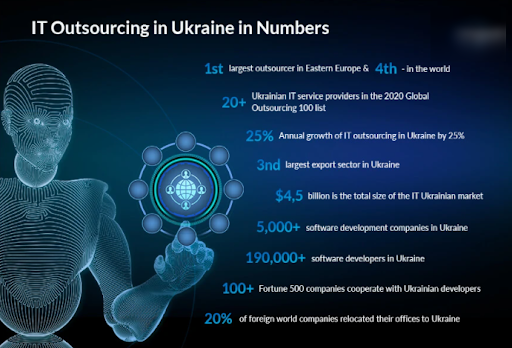 IT Outsourcing in Ukraine in Numbers
1st largest outsourcer in Eastern Europe & 4th - in the world
20+ Ukrainian IT service providers in the 2020 Global
Outsourcing 100 list
25% Annual growth of IT outsourcing in Ukraine by 25%
3nd largest export sector in Ukraine
$4,5 billion is the total size of the IT Ukrainian market
5,000+ software development companies in Ukraine
190,000+ software developers in Ukraine
100+ Fortune 500 companies cooperate with Ukrainian developers
20% of foreign world companies relocated their offices to Ukraine